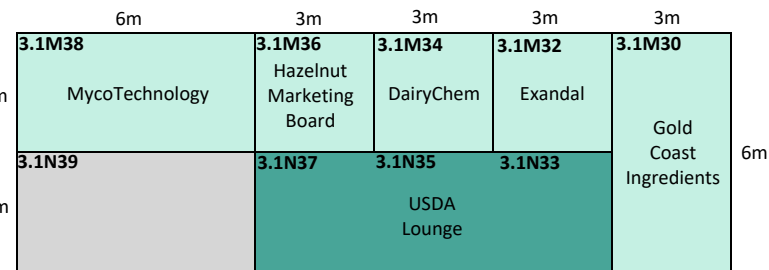 6m 3m 3m 3m 3m
3.1M38 3.1M36 3.1M34 3.1M32 3.1M30
MycoTechnology
Hazelnut
Marketing
Board
DairyChem
Exandal
Gold
Coast
Ingredients
6m
m
3.1N39 3.1N37 3.1N35 3.1N33
USDA
Lounge
m